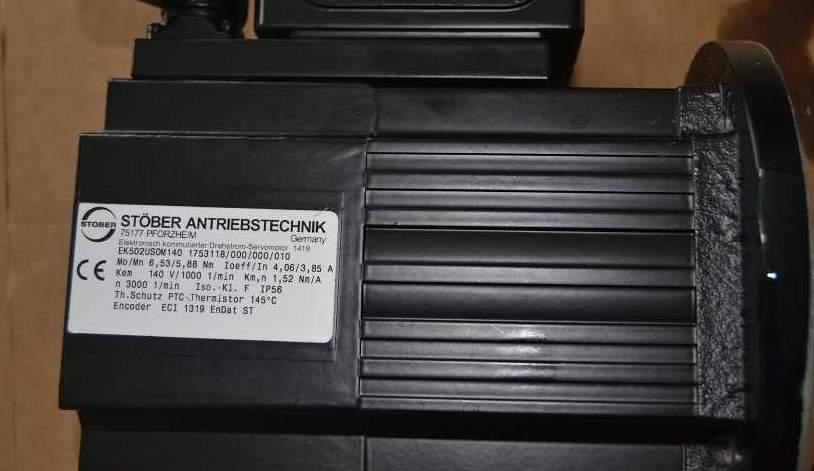 STÖBER
STÖBER ANTRIEBSTECHNIK
75177 PFORZHEIM Germany
Elektronisch kommutierter Drehstrom-Servomotor 1418
EK502USOM140 1753118/000/000/010
Mo/Mn 6,53/5,88 Nm Ioeff/In 4,06/3,85 A
Kem 140 V/1000 1/min Km,n 1,52 Nm/A
n 3000 1/min Iso.-Kl. F IP56
Th.Schutz PTC-Thermistor 145°C
Encoder ECI 1319 EnDat ST
CE